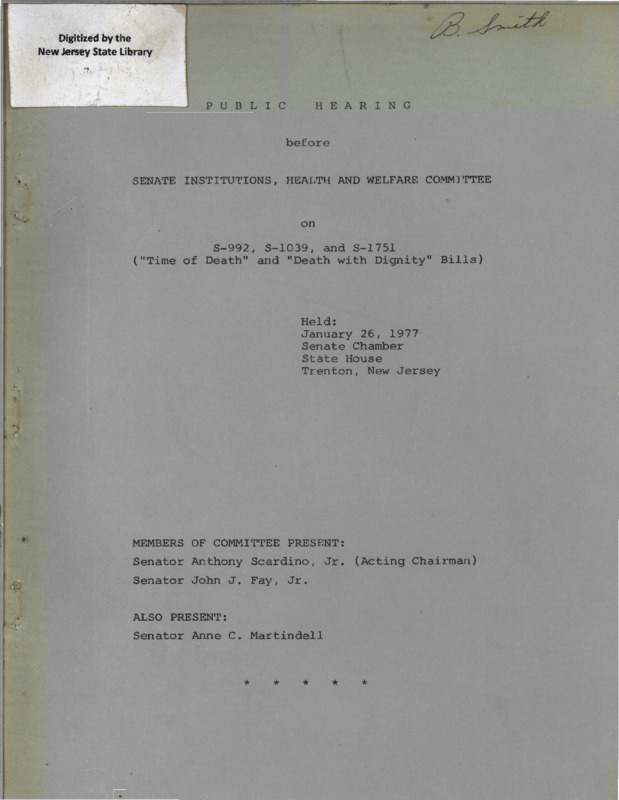 Digitized by the
New Jersey State Library
B. Smith
PUBLIC HEARING
before
SENATE INSTITUTIONS, HEALTH AND WELFARE COMMITTEE
on
S-992, S-1039, and S-1751
("Time of Death" and "Death with Dignity" Bills)
Held:
January 26, 1977
Senate Chamber
State House
Trenton, New Jersey
MEMBERS OF COMMITTEE PRESENT:
Senator Anthony Scardino, Jr. (Acting Chairman)
Senator John J. Fay, Jr.
ALSO PRESENT:
Senator Anne C. Martindell
* * * * *